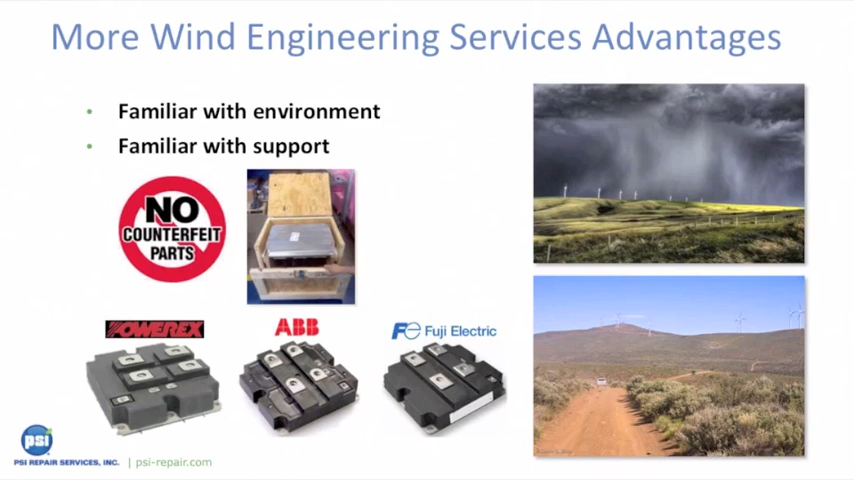 More Wind Engineering Services Advantages
• Familiar with environment
• Familiar with support
NO
COUNTERFEIT
PARTS
POWEREX
ABB
Fe Fuji Electric
psi
PSI REPAIR SERVICES, INC. | psi-repair.com